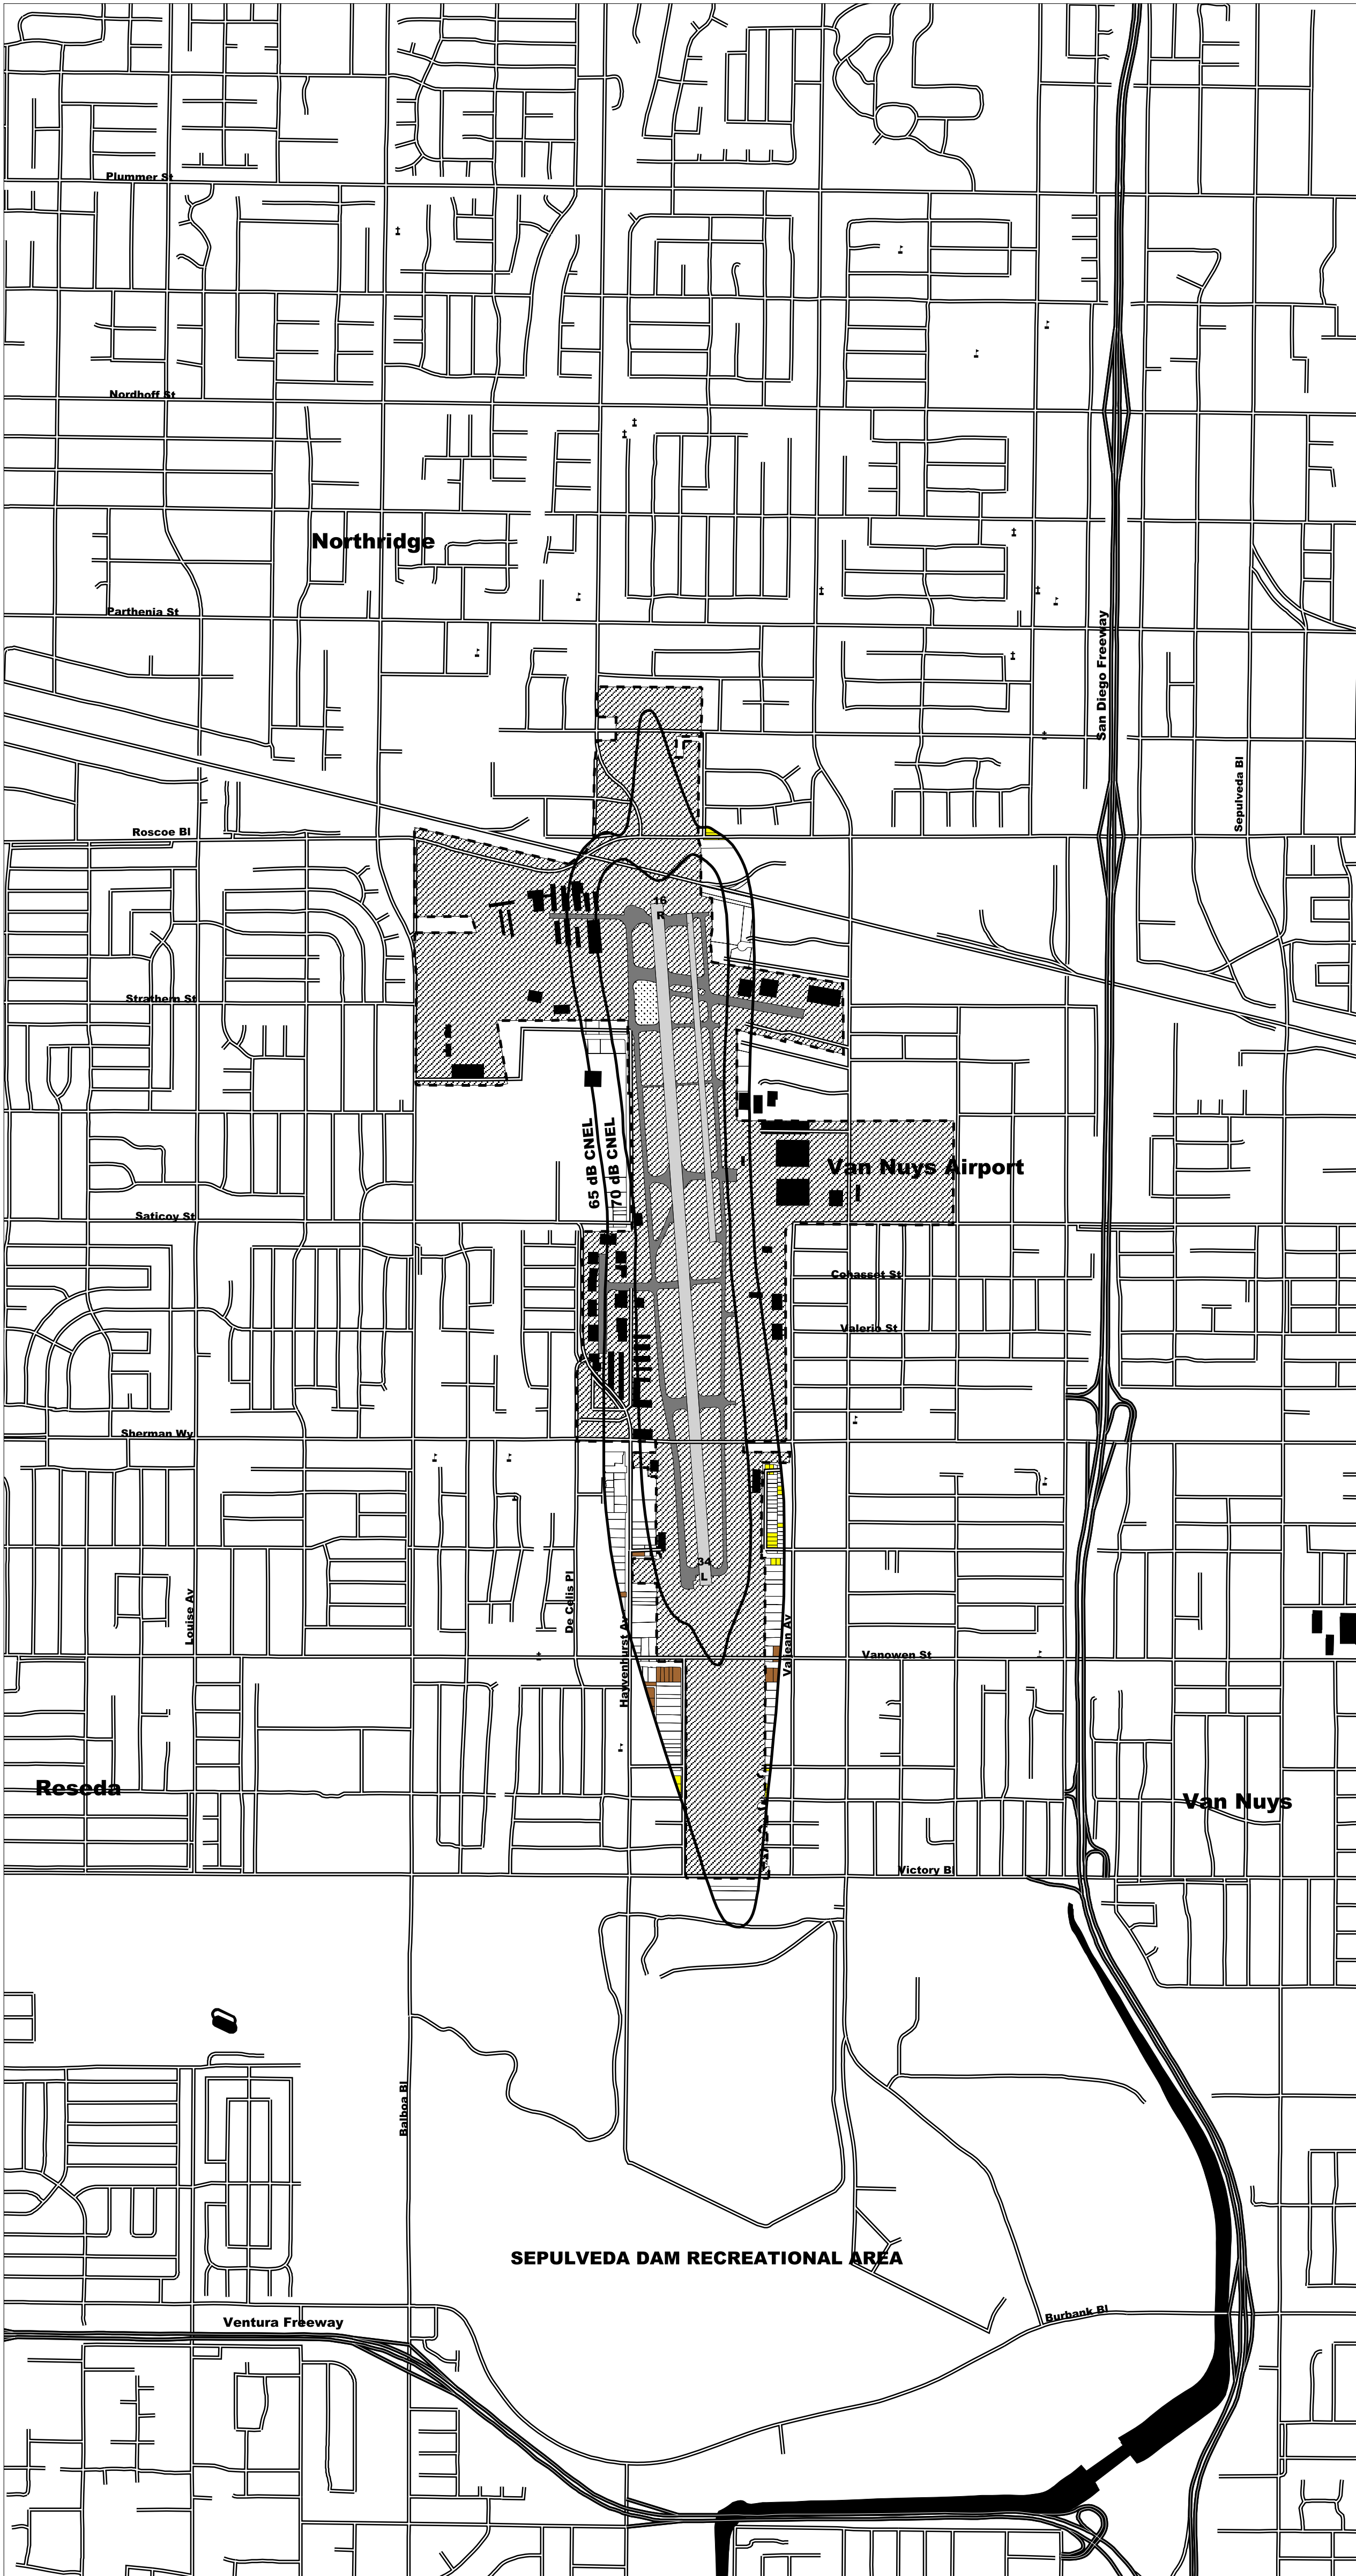 Plummer St
Nordhoff St
Northridge
Parthenia St
San Diego Freeway
Sepulveda Bl
Roscoe Bl
16
R
Strathern St
65 dB CNEL
70 dB CNEL
Van Nuys Airport
Saticoy St
Cohasset St
Valerio St
Sherman Wy
34
L
Louise Av
De Celis Pl
Hayvenhurst Av
Valjean Av
Vanowen St
Reseda
Van Nuys
Victory Bl
Balboa Bl
SEPULVEDA DAM RECREATIONAL AREA
Burbank Bl
Ventura Freeway